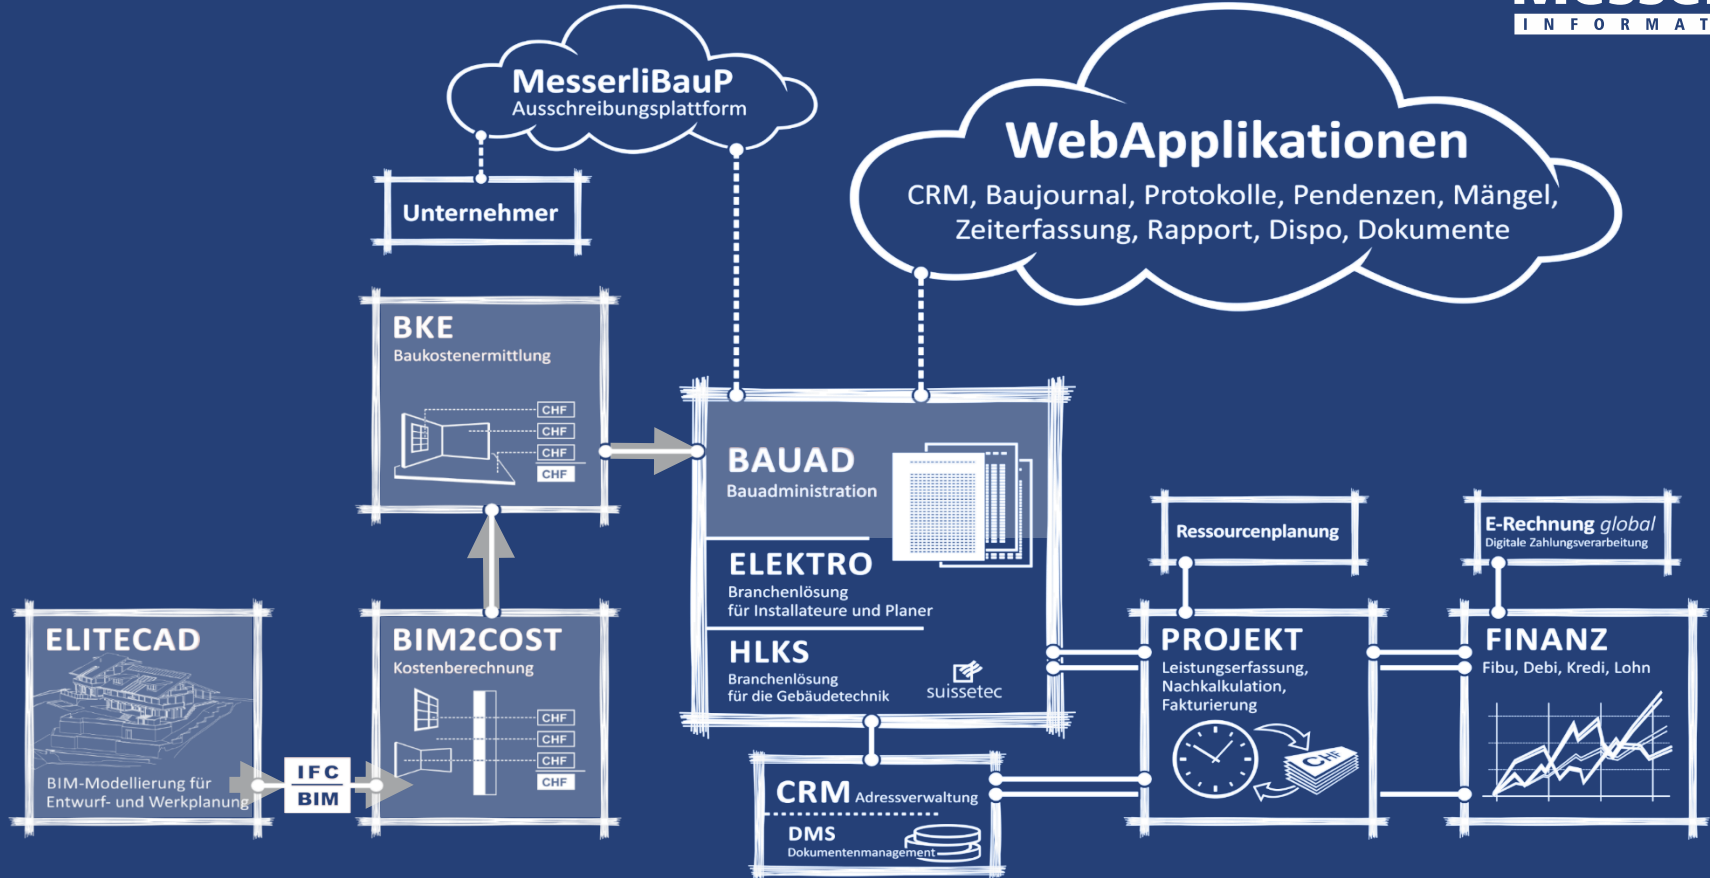 INFORMAT
MesserliBauP
Ausschreibungsplattform
WebApplikationen
CRM, Baujournal, Protokolle, Pendenzen, Mängel,
Zeiterfassung, Rapport, Dispo, Dokumente
Unternehmer
BKE
Baukostenermittlung
CHF
CHF
CHF
CHF
BAUAD
Bauadministration
ELEKTRO
Branchenlösung
für Installateure und Planer
HLKS
Branchenlösung
für die Gebäudetechnik
suissetec
Ressourcenplanung
E-Rechnung global
Digitale Zahlungsverarbeitung
ELITECAD
BIM-Modellierung für
Entwurf- und Werkplanung
IFC
BIM
BIM2COST
Kostenberechnung
CHF
CHF
CHF
CHF
PROJEKT
Leistungserfassung,
Nachkalkulation,
Fakturierung
CHF
FINANZ
Fibu, Debi, Kredi, Lohn
CRM Adressverwaltung
DMS
Dokumentenmanagement